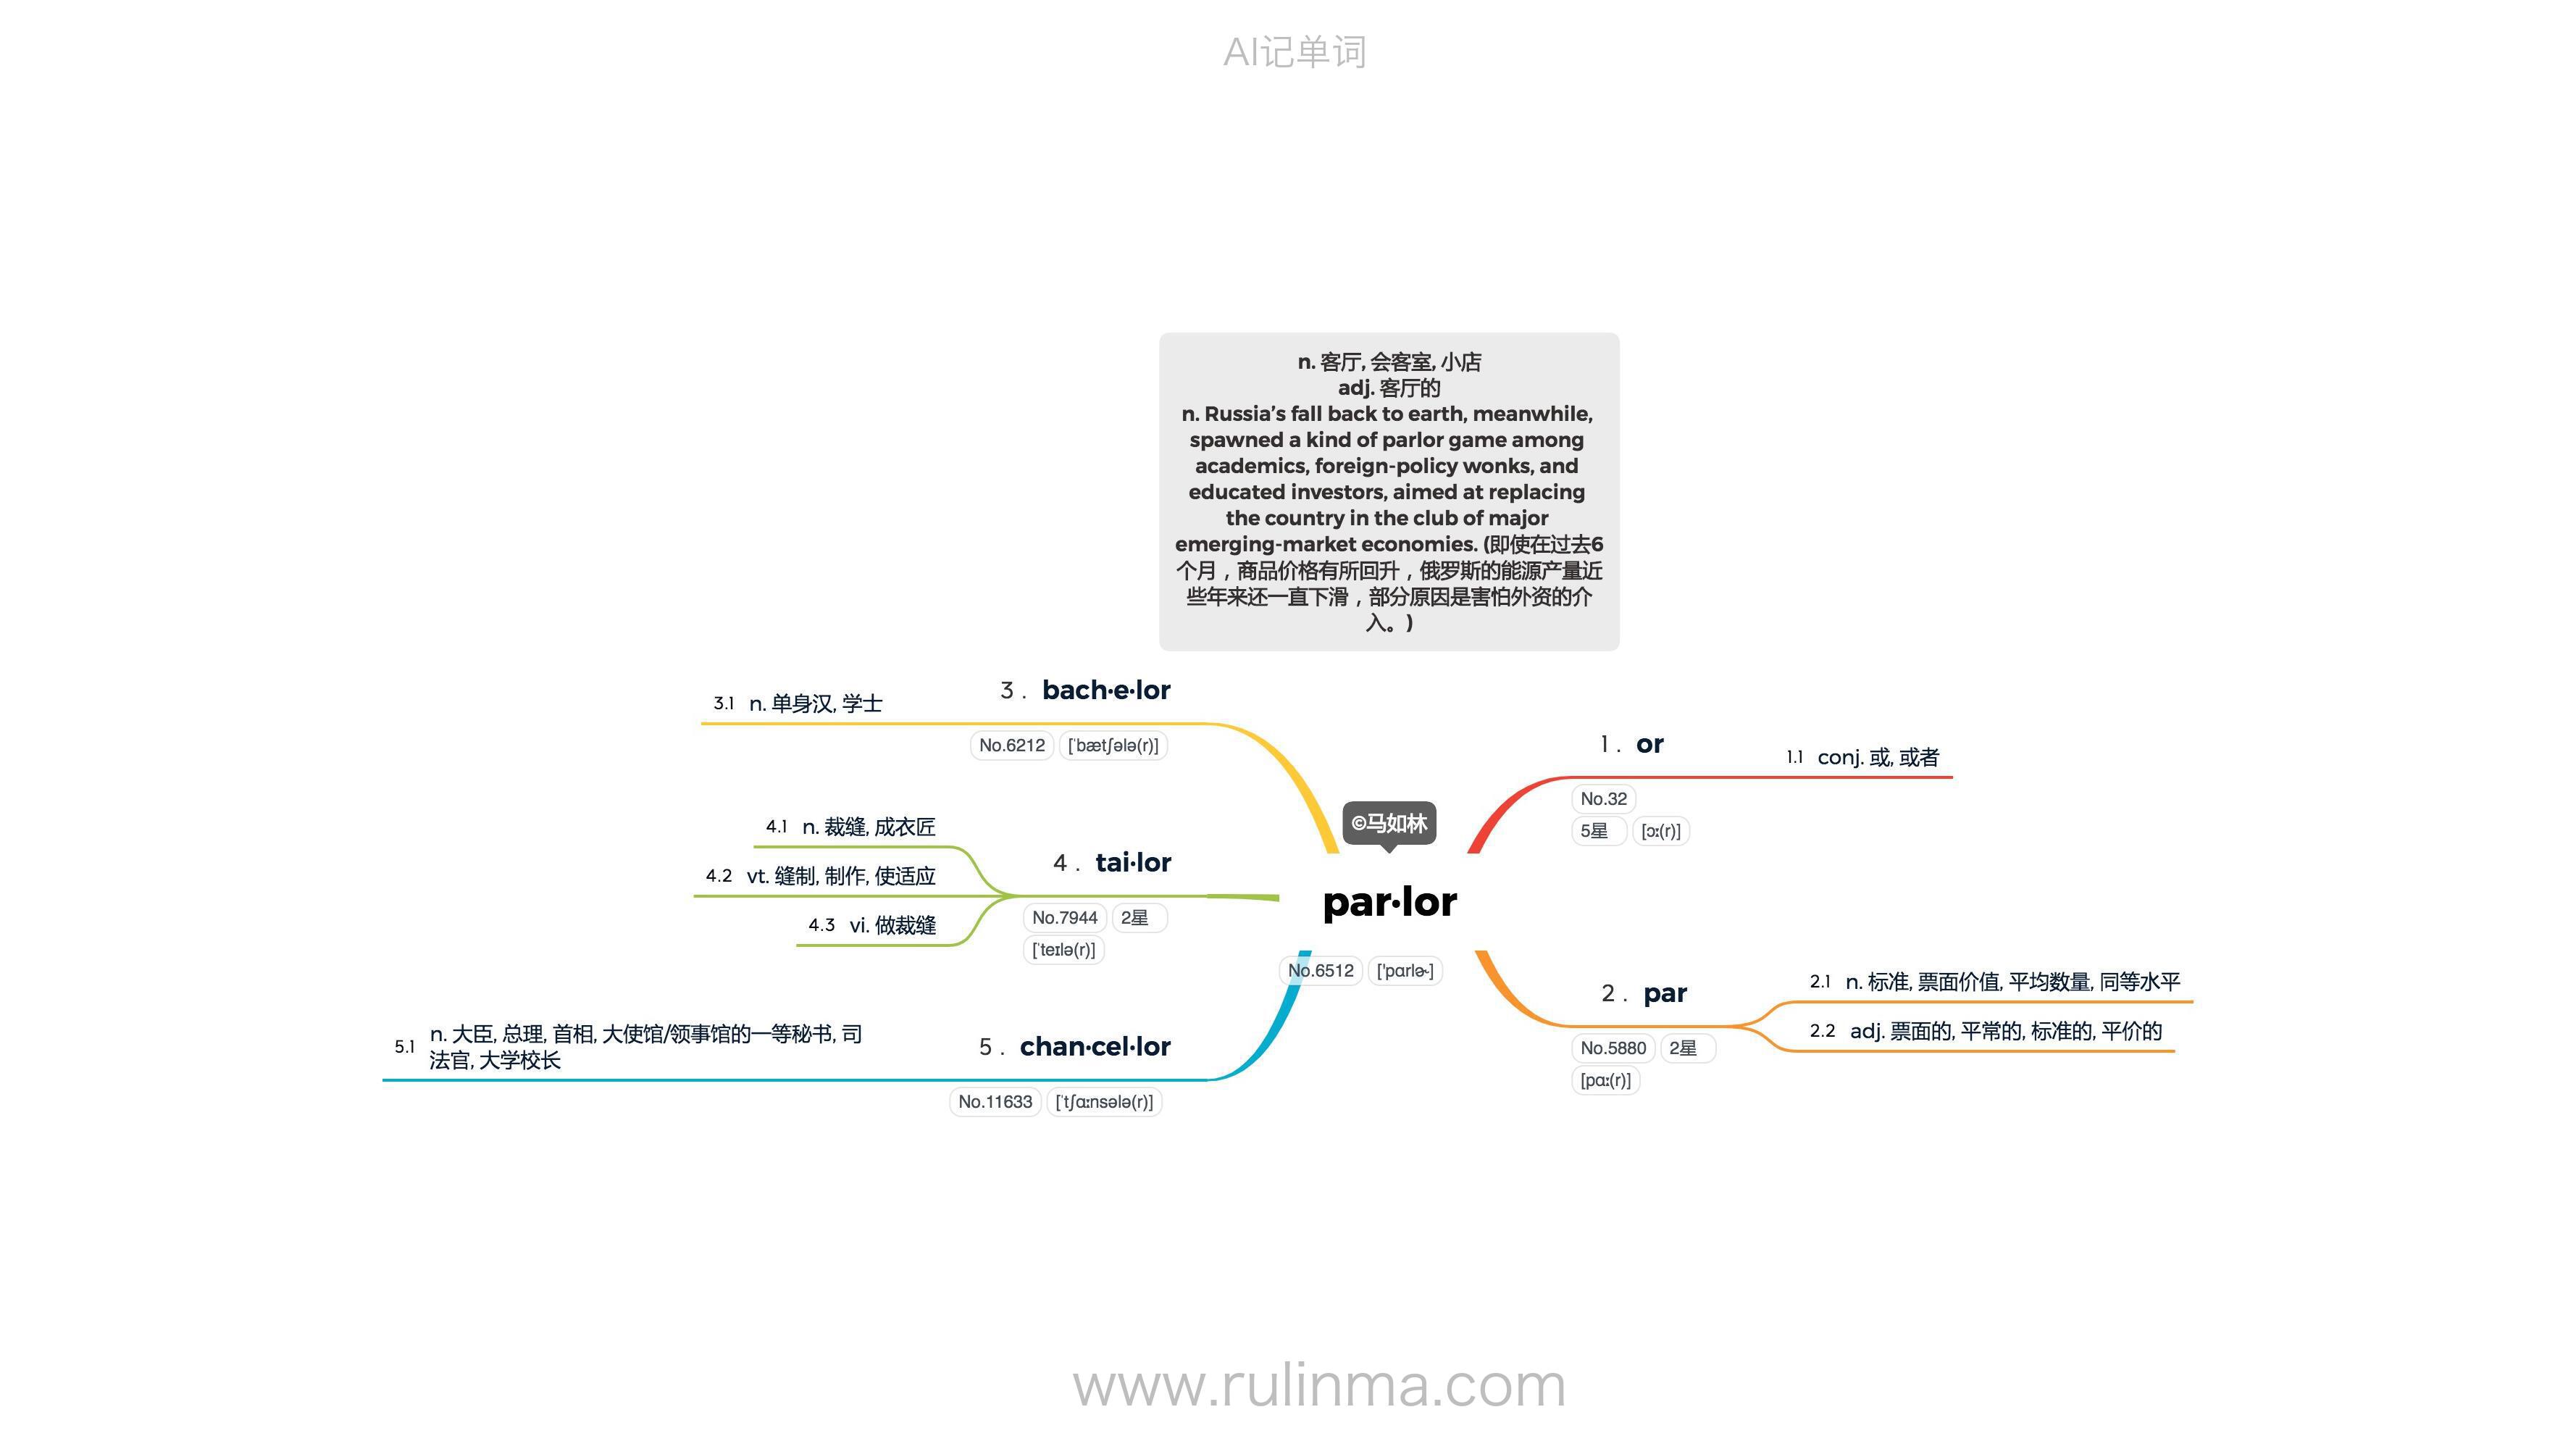 AI记单词
n. 客厅, 会客室, 小店
adj. 客厅的
n. Russia’s fall back to earth, meanwhile,
spawned a kind of parlor game among
academics, foreign-policy wonks, and
educated investors, aimed at replacing
the country in the club of major
emerging-market economies. (即使在过去6
个月，商品价格有所回升，俄罗斯的能源产量近
些年来还一直下滑，部分原因是害怕外资的介
入。)
©马如林
par·lor
No.6512 ['pɑrlɚ]
1. or
No.32
5星 [ɔː(r)]
1.1 conj. 或, 或者
2. par
No.5880 2星
[pɑː(r)]
2.1 n. 标准, 票面价值, 平均数量, 同等水平
2.2 adj. 票面的, 平常的, 标准的, 平价的
3. bach·e·lor
No.6212 [ˈbætʃələ(r)]
3.1 n. 单身汉, 学士
4. tai·lor
No.7944 2星
[ˈteɪlə(r)]
4.1 n. 裁缝, 成衣匠
4.2 vt. 缝制, 制作, 使适应
4.3 vi. 做裁缝
5. chan·cel·lor
No.11633 [ˈtʃɑːnsələ(r)]
5.1 n. 大臣, 总理, 首相, 大使馆/领事馆的一等秘书, 司
法官, 大学校长
www.rulinma.com